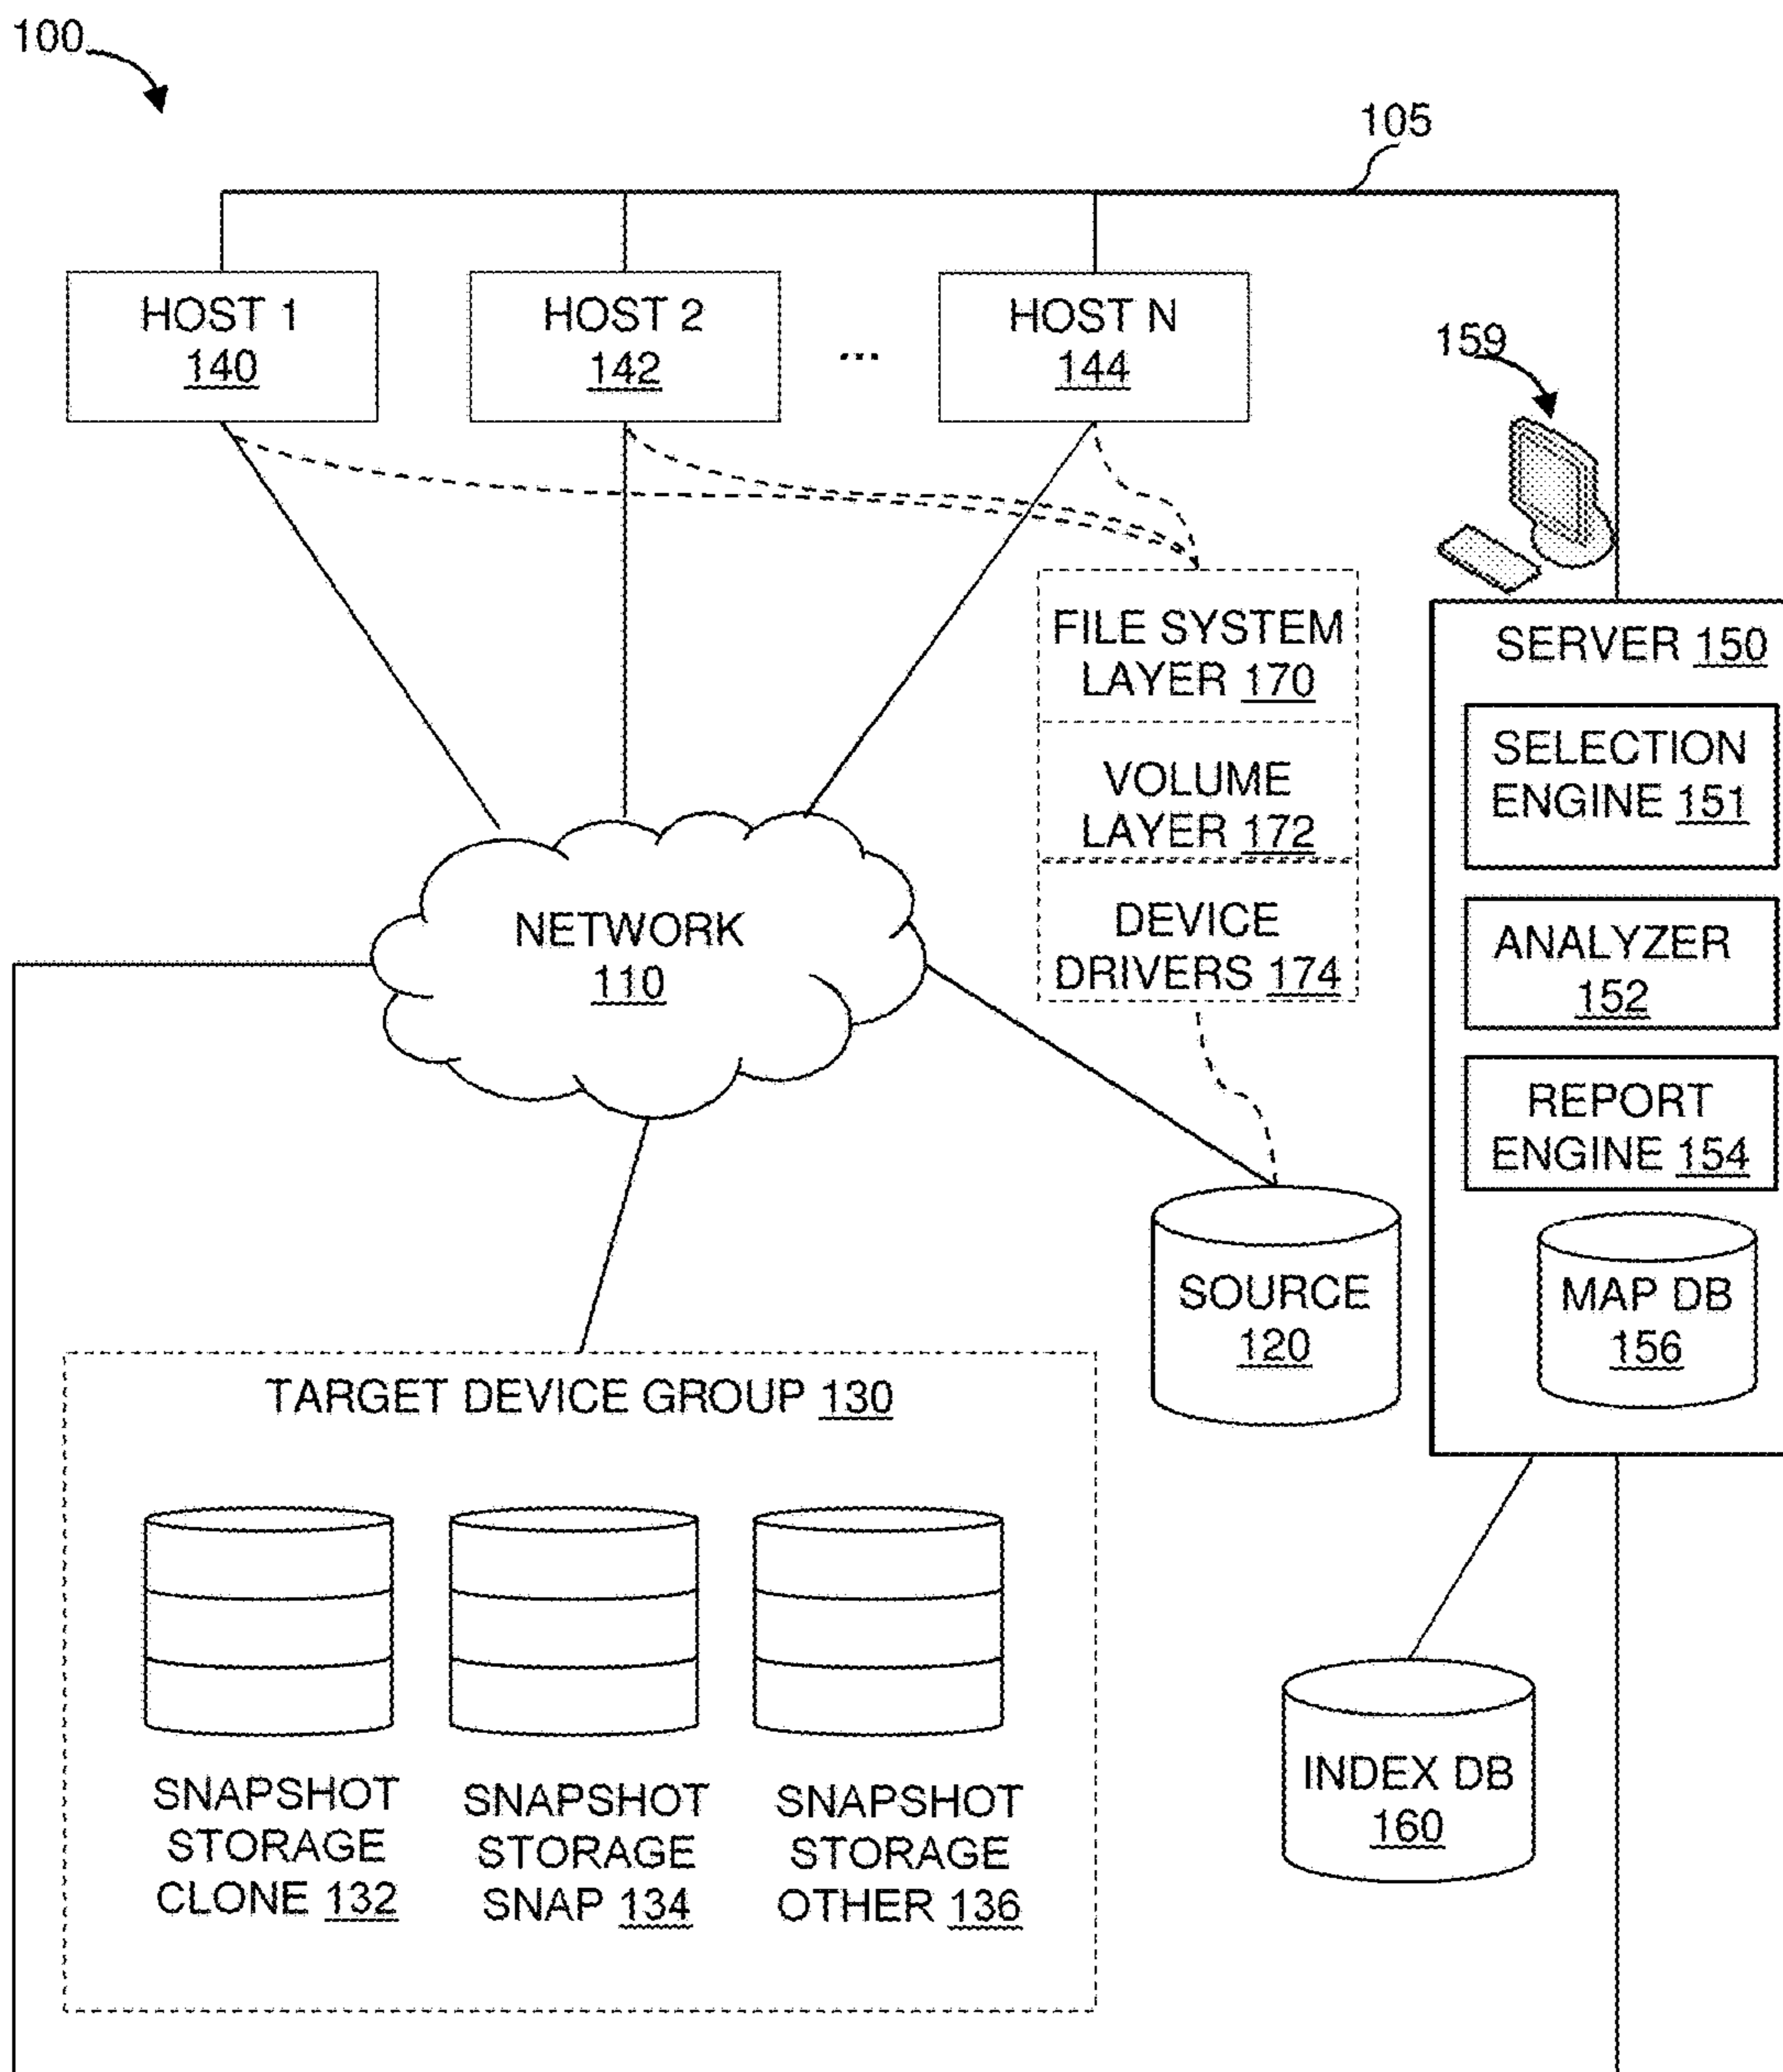 100
105
HOST 1
140
HOST 2
142
...
HOST N
144
159
FILE SYSTEM
LAYER 170
VOLUME
LAYER 172
DEVICE
DRIVERS 174
SERVER 150
SELECTION
ENGINE 151
ANALYZER
152
REPORT
ENGINE 154
MAP DB
156
NETWORK
110
SOURCE
120
TARGET DEVICE GROUP 130
SNAPSHOT
STORAGE
CLONE 132
SNAPSHOT
STORAGE
SNAP 134
SNAPSHOT
STORAGE
OTHER 136
INDEX DB
160